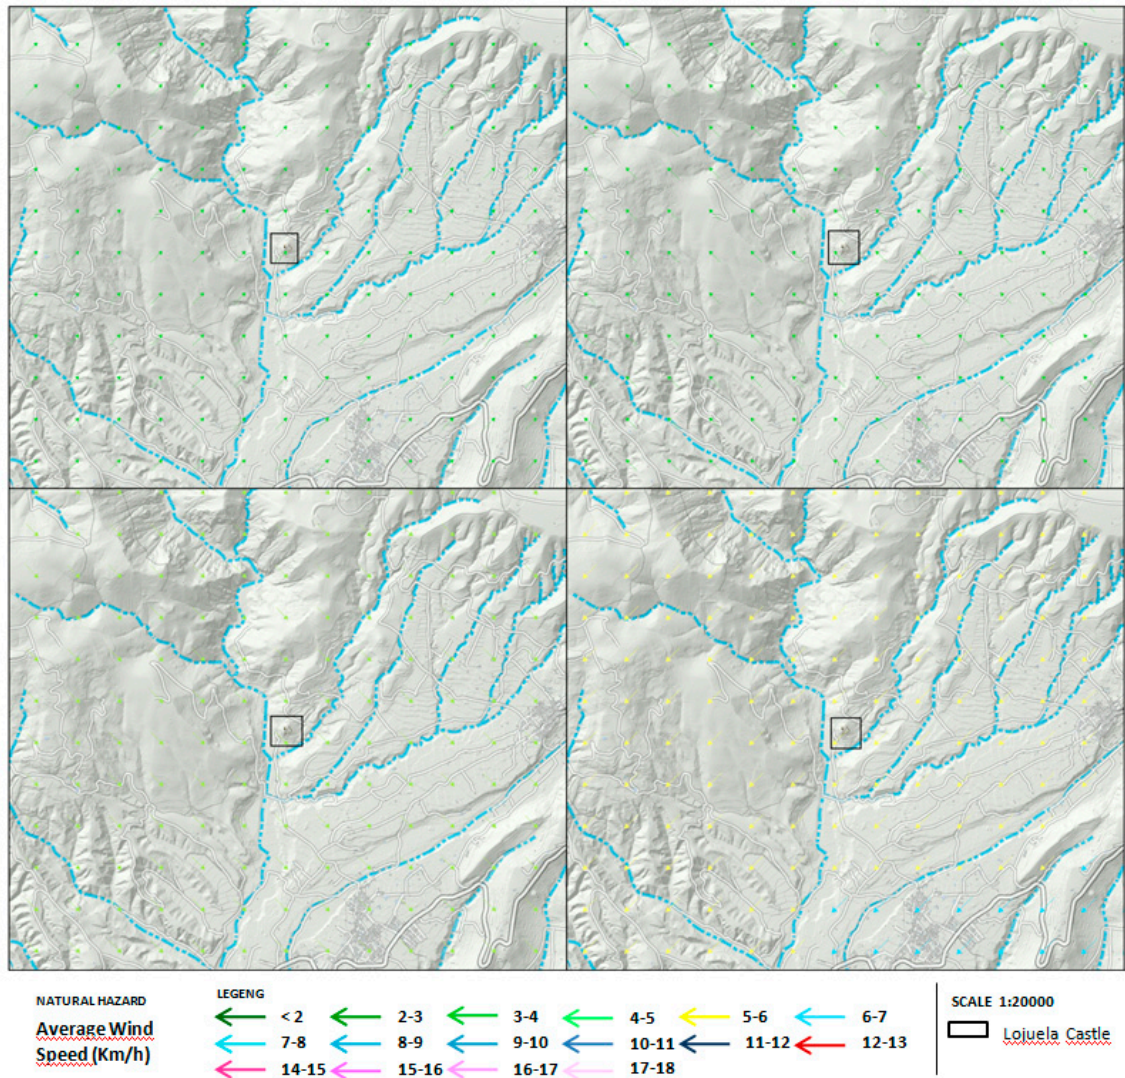 NATURAL HAZARD
Average Wind
Speed (Km/h)
LEGENG
< 2 2-3 3-4 4-5 5-6 6-7
7-8 8-9 9-10 10-11 11-12 12-13
14-15 15-16 16-17 17-18
SCALE 1:20000
Lojuela Castle